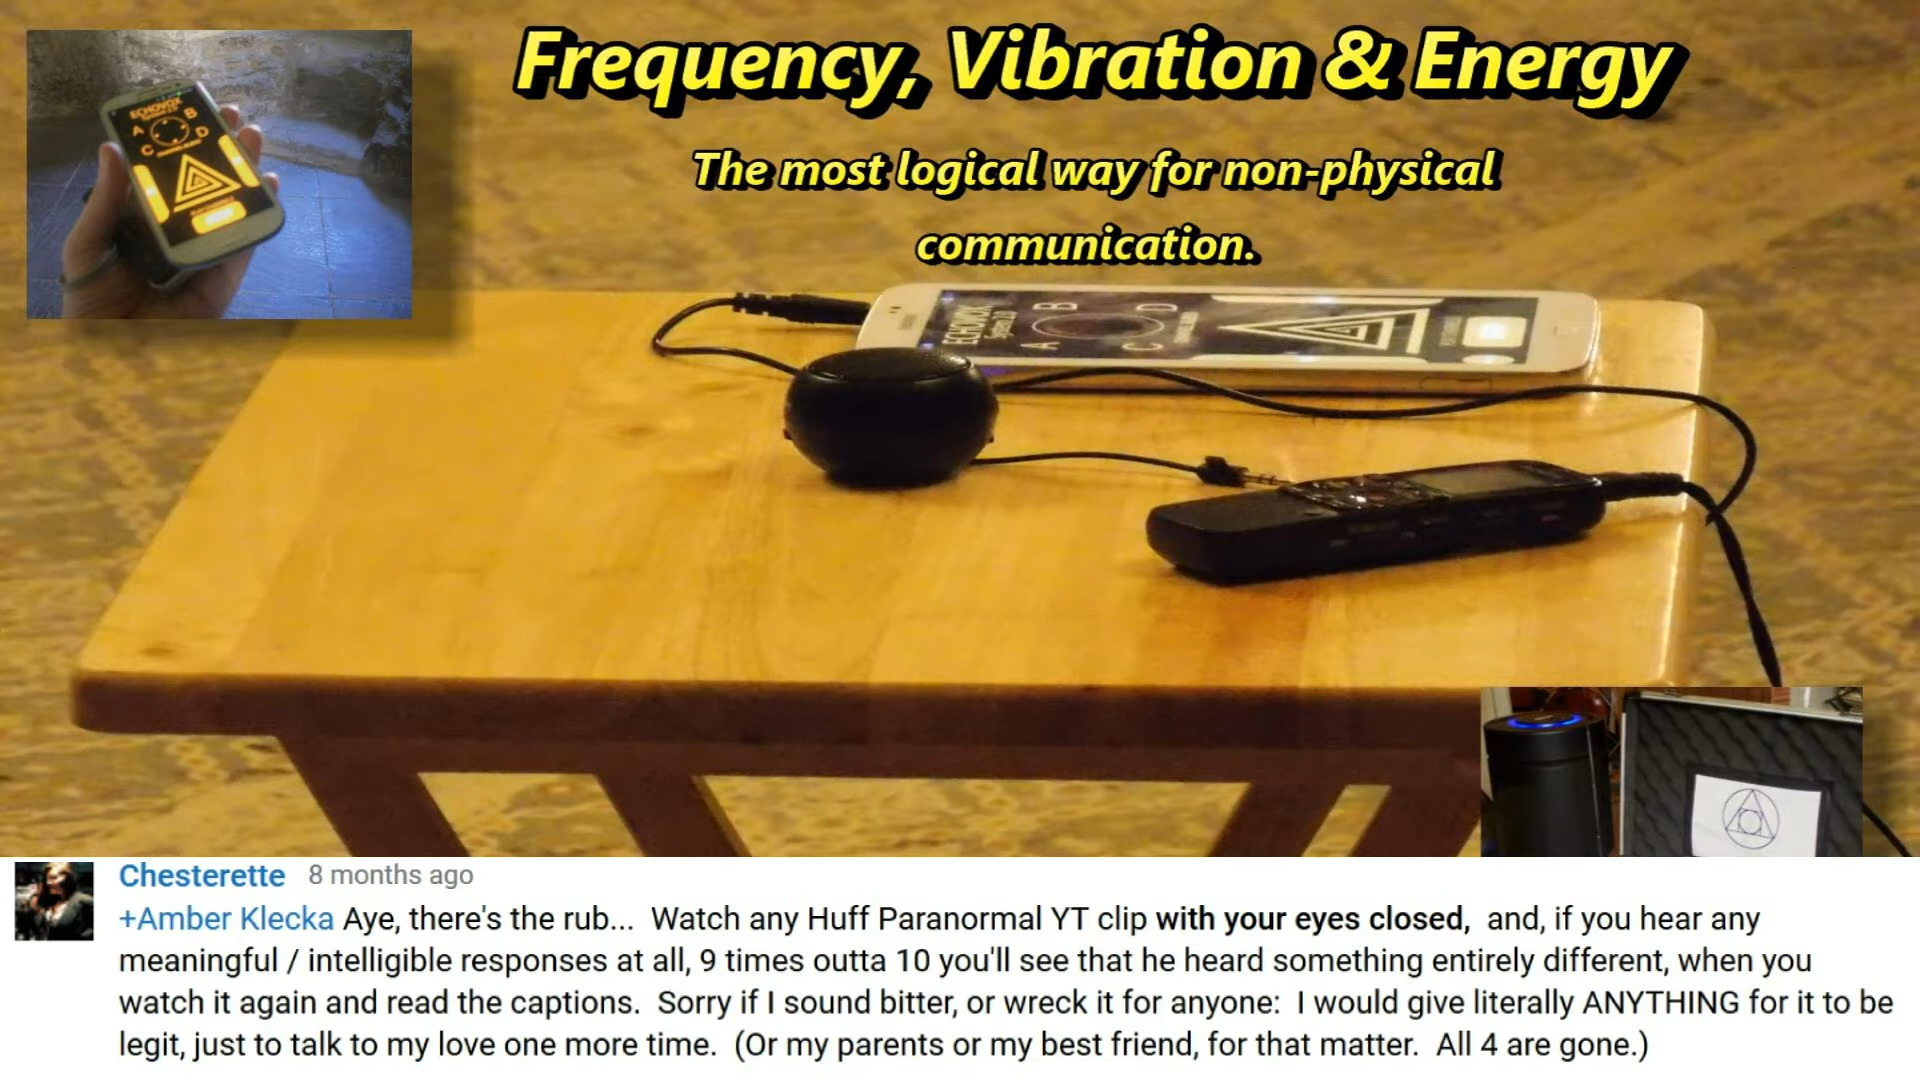 Frequency, Vibration & Energy
The most logical way for non-physical
communication.
ECHOVOX
A B
C D
ECHOVOX
System 2.0
A B
C D
Chesterette 8 months ago
+Amber Klecka Aye, there's the rub... Watch any Huff Paranormal YT clip with your eyes closed, and, if you hear any
meaningful / intelligible responses at all, 9 times outta 10 you'll see that he heard something entirely different, when you
watch it again and read the captions. Sorry if I sound bitter, or wreck it for anyone: I would give literally ANYTHING for it to be
legit, just to talk to my love one more time. (Or my parents or my best friend, for that matter. All 4 are gone.)